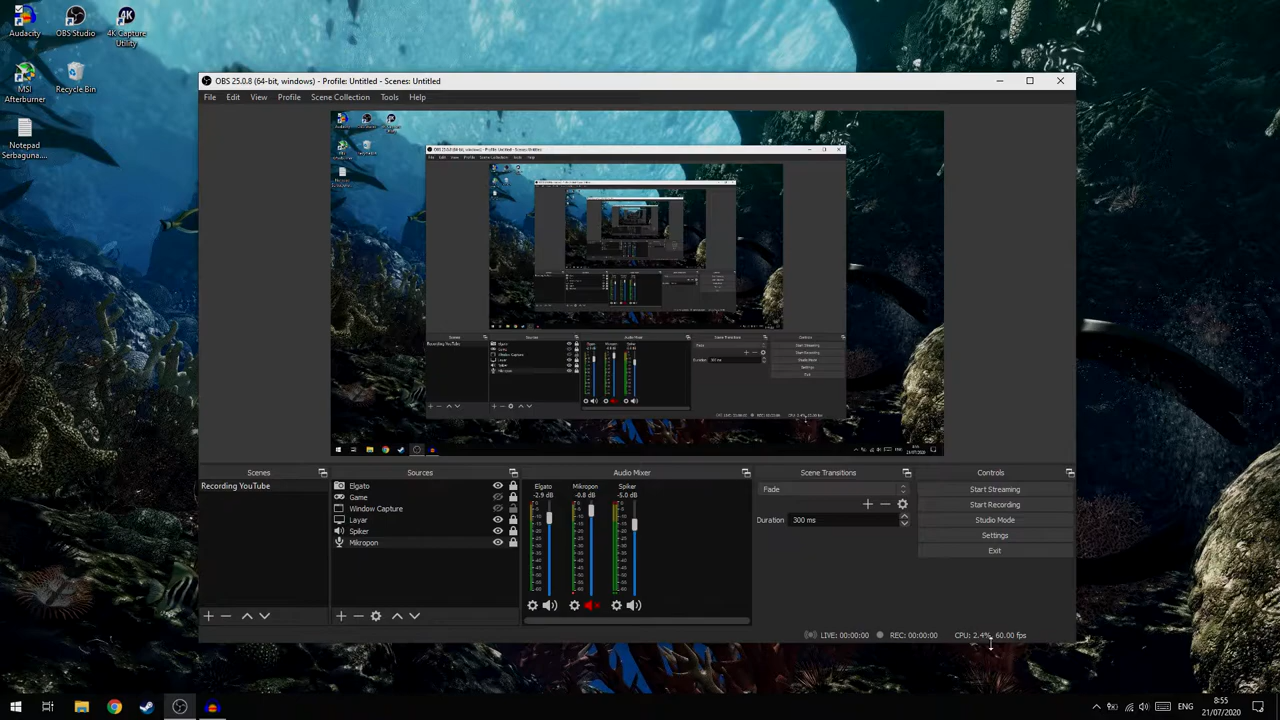 Audacity
OBS Studio
4K Capture
Utility
MSI
Afterburner
Recycle Bin
Notepad
Serbaguna....
OBS 25.0.8 (64-bit, windows) - Profile: Untitled - Scenes: Untitled
File Edit View Profile Scene Collection Tools Help
Scenes
Sources
Audio Mixer
Scene Transitions
Controls
Recording YouTube
Elgato
Game
Window Capture
Layar
Spiker
Mikropon
Elgato Mikropon Spiker
-2.9 dB -0.8 dB -5.0 dB
Fade
Duration 300 ms
Start Streaming
Start Recording
Studio Mode
Settings
Exit
LIVE: 00:00:00 REC: 00:00:00 CPU: 2.4%, 60.00 fps
ENG
8:55
21/07/2020